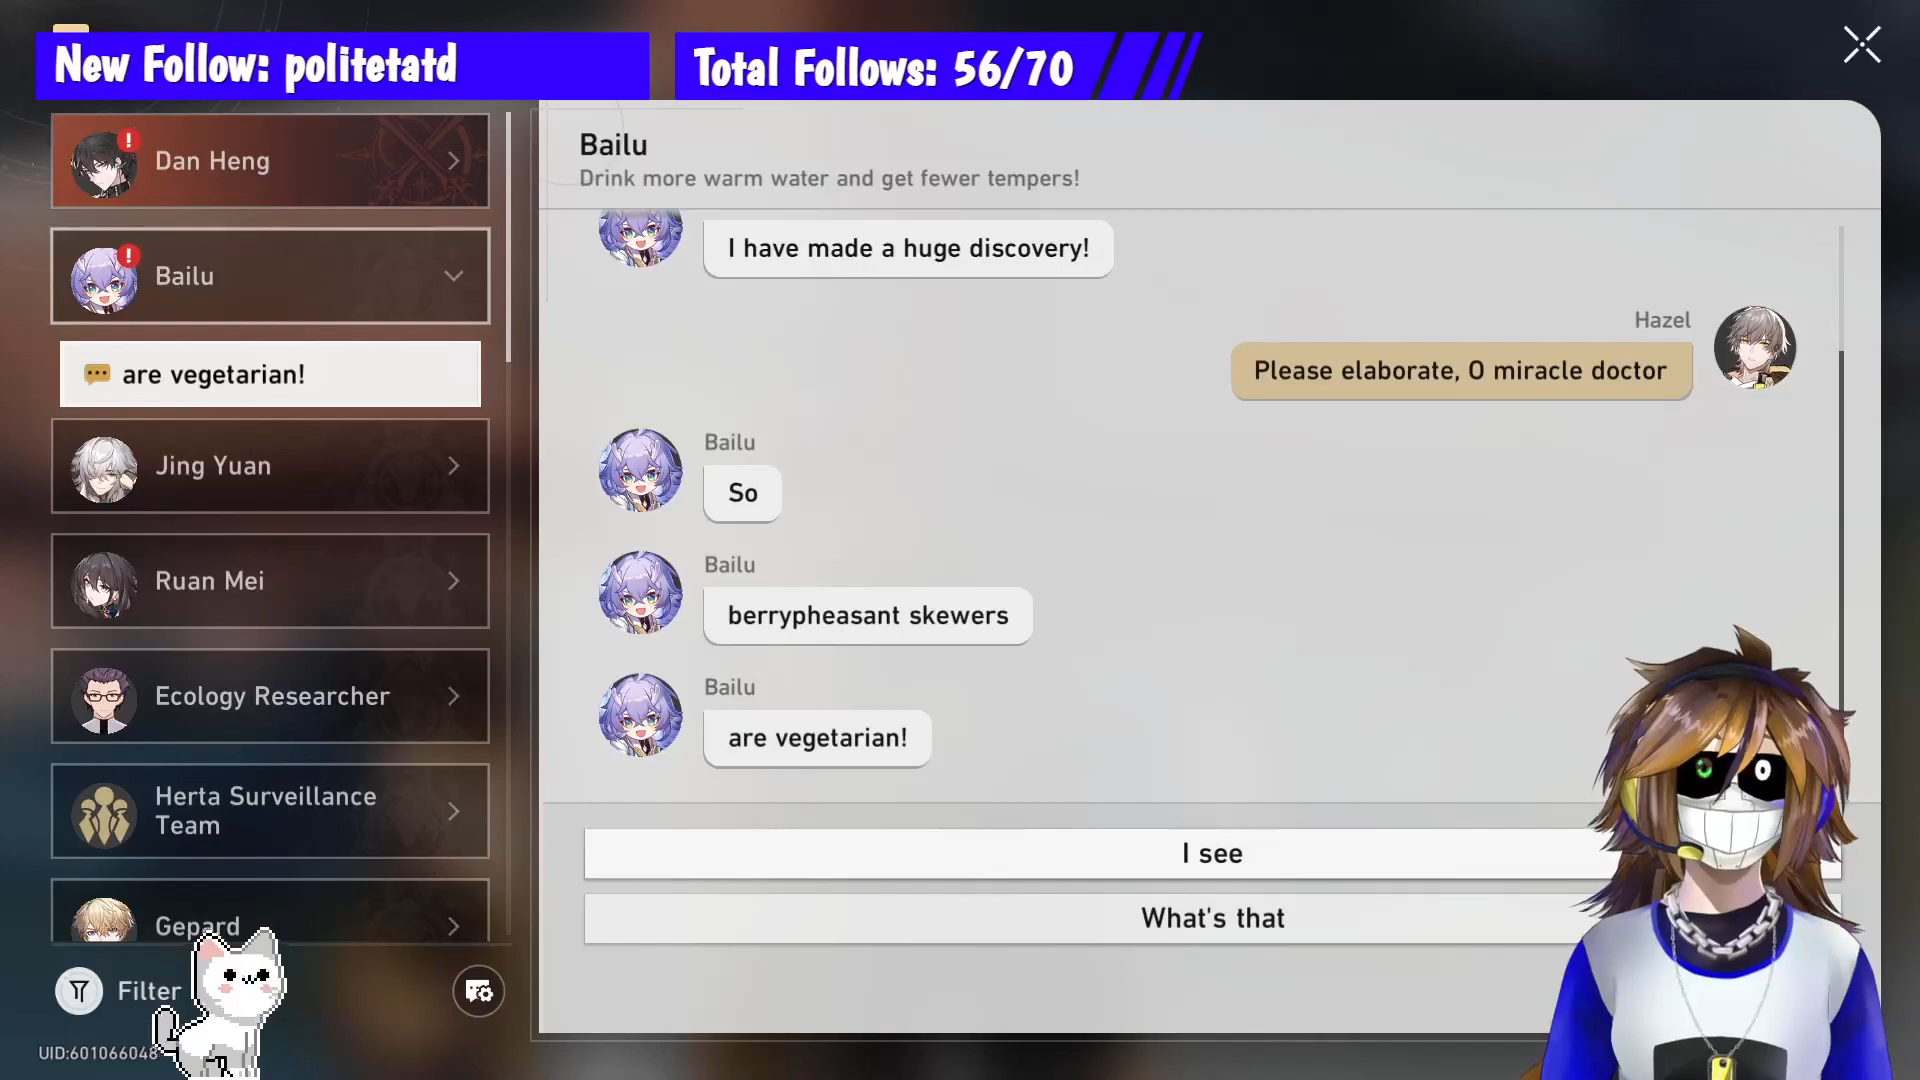 New Follow: politetatd
Total Follows: 56/70
Dan Heng
Bailu
are vegetarian!
Jing Yuan
Ruan Mei
Ecology Researcher
Herta Surveillance
Team
Gepard
Filter
UID:601066048
Bailu
Drink more warm water and get fewer tempers!
I have made a huge discovery!
Hazel
Please elaborate, O miracle doctor
Bailu
So
Bailu
berrypheasant skewers
Bailu
are vegetarian!
I see
What's that